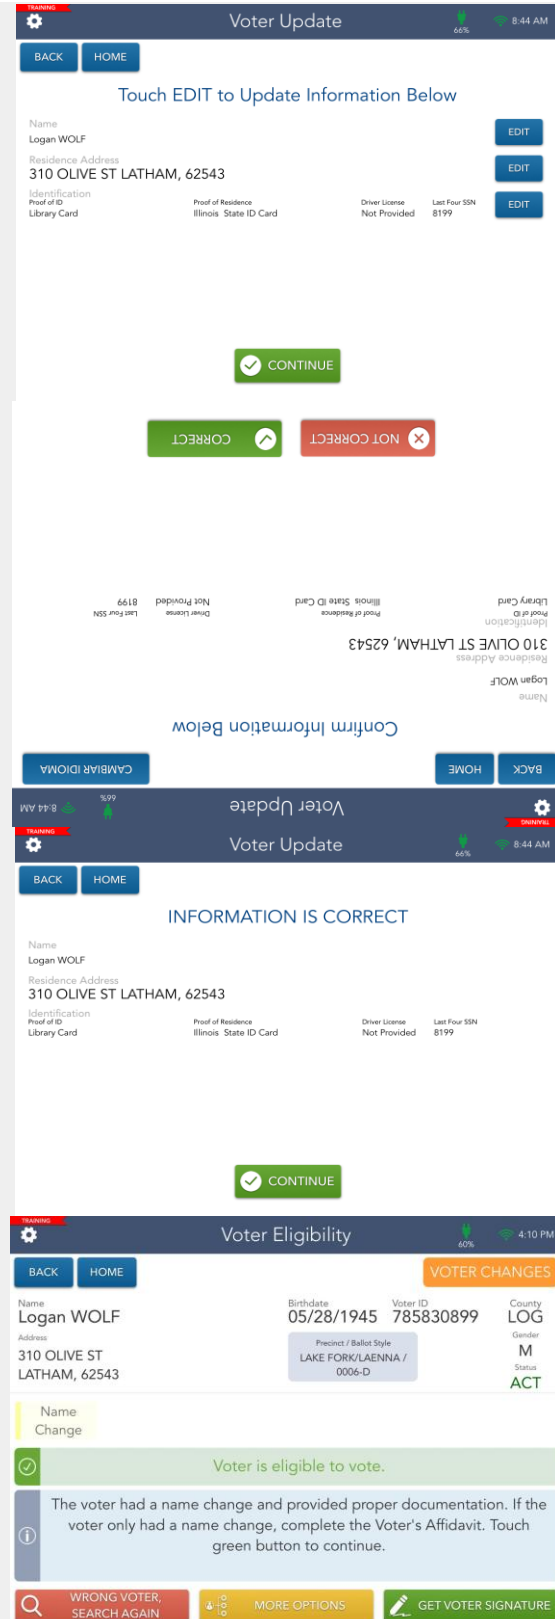 TRAINING
Voter Update
66%
8:44 AM
BACK
HOME
Touch EDIT to Update Information Below
Name
Logan WOLF
EDIT
Residence Address
310 OLIVE ST LATHAM, 62543
EDIT
Identification
Proof of ID
Proof of Residence
Driver License
Last Four SSN
Library Card
Illinois State ID Card
Not Provided
8199
EDIT
CONTINUE
TRAINING
Voter Update
66%
8:44 AM
BACK
HOME
CAMBIAR IDIOMA
Confirm Information Below
Name
Logan WOLF
Residence Address
310 OLIVE ST LATHAM, 62543
Identification
Proof of ID
Proof of Residence
Driver License
Last Four SSN
Library Card
Illinois State ID Card
Not Provided
8199
NOT CORRECT
CORRECT
TRAINING
Voter Update
66%
8:44 AM
BACK
HOME
INFORMATION IS CORRECT
Name
Logan WOLF
Residence Address
310 OLIVE ST LATHAM, 62543
Identification
Proof of ID
Proof of Residence
Driver License
Last Four SSN
Library Card
Illinois State ID Card
Not Provided
8199
CONTINUE
TRAINING
Voter Eligibility
60%
4:10 PM
BACK
HOME
VOTER CHANGES
Name
Logan WOLF
Birthdate
05/28/1945
Voter ID
785830899
County
LOG
Address
310 OLIVE ST
LATHAM, 62543
Precinct / Ballot Style
LAKE FORK/LAENNA /
0006-D
Gender
M
Status
ACT
Name
Change
Voter is eligible to vote.
The voter had a name change and provided proper documentation. If the
voter only had a name change, complete the Voter's Affidavit. Touch
green button to continue.
WRONG VOTER,
SEARCH AGAIN
MORE OPTIONS
GET VOTER SIGNATURE